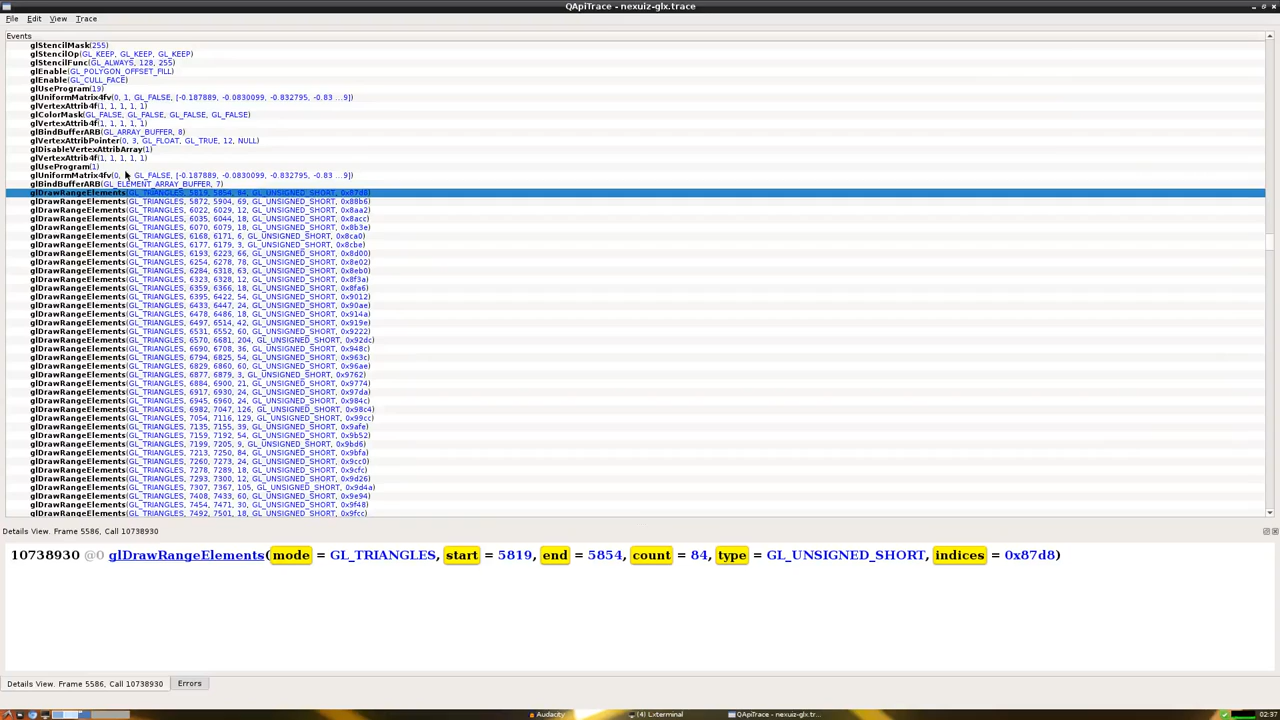 QApiTrace - nexuiz-glx.trace
File Edit View Trace
Events
glStencilMask(255)
glStencilOp(GL_KEEP, GL_KEEP, GL_KEEP)
glStencilFunc(GL_ALWAYS, 128, 255)
glEnable(GL_POLYGON_OFFSET_FILL)
glEnable(GL_CULL_FACE)
glUseProgram(19)
glUniformMatrix4fv(0, 1, GL_FALSE, [-0.187889, -0.0830099, -0.832795, -0.83 ...9])
glVertexAttrib4f(1, 1, 1, 1, 1)
glColorMask(GL_FALSE, GL_FALSE, GL_FALSE, GL_FALSE)
glVertexAttrib4f(1, 1, 1, 1, 1)
glBindBufferARB(GL_ARRAY_BUFFER, 8)
glVertexAttribPointer(0, 3, GL_FLOAT, GL_TRUE, 12, NULL)
glDisableVertexAttribArray(1)
glVertexAttrib4f(1, 1, 1, 1, 1)
glUseProgram(1)
glUniformMatrix4fv(0, GL_FALSE, [-0.187889, -0.0830099, -0.832795, -0.83 ...9])
glBindBufferARB(GL_ELEMENT_ARRAY_BUFFER, 7)
glDrawRangeElements(GL_TRIANGLES, 5819, 5854, 84, GL_UNSIGNED_SHORT, 0x87d8)
glDrawRangeElements(GL_TRIANGLES, 5872, 5904, 69, GL_UNSIGNED_SHORT, 0x88b6)
glDrawRangeElements(GL_TRIANGLES, 6022, 6029, 12, GL_UNSIGNED_SHORT, 0x8aa2)
glDrawRangeElements(GL_TRIANGLES, 6035, 6044, 18, GL_UNSIGNED_SHORT, 0x8acc)
glDrawRangeElements(GL_TRIANGLES, 6070, 6079, 18, GL_UNSIGNED_SHORT, 0x8b3e)
glDrawRangeElements(GL_TRIANGLES, 6168, 6171, 6, GL_UNSIGNED_SHORT, 0x8ca0)
glDrawRangeElements(GL_TRIANGLES, 6177, 6179, 3, GL_UNSIGNED_SHORT, 0x8cbe)
glDrawRangeElements(GL_TRIANGLES, 6193, 6223, 66, GL_UNSIGNED_SHORT, 0x8d00)
glDrawRangeElements(GL_TRIANGLES, 6254, 6278, 78, GL_UNSIGNED_SHORT, 0x8e02)
glDrawRangeElements(GL_TRIANGLES, 6284, 6318, 63, GL_UNSIGNED_SHORT, 0x8eb0)
glDrawRangeElements(GL_TRIANGLES, 6323, 6328, 12, GL_UNSIGNED_SHORT, 0x8f3a)
glDrawRangeElements(GL_TRIANGLES, 6359, 6366, 18, GL_UNSIGNED_SHORT, 0x8fa6)
glDrawRangeElements(GL_TRIANGLES, 6395, 6422, 54, GL_UNSIGNED_SHORT, 0x9012)
glDrawRangeElements(GL_TRIANGLES, 6433, 6447, 24, GL_UNSIGNED_SHORT, 0x90ae)
glDrawRangeElements(GL_TRIANGLES, 6478, 6486, 18, GL_UNSIGNED_SHORT, 0x914a)
glDrawRangeElements(GL_TRIANGLES, 6497, 6514, 42, GL_UNSIGNED_SHORT, 0x919e)
glDrawRangeElements(GL_TRIANGLES, 6531, 6552, 60, GL_UNSIGNED_SHORT, 0x9222)
glDrawRangeElements(GL_TRIANGLES, 6570, 6681, 204, GL_UNSIGNED_SHORT, 0x92dc)
glDrawRangeElements(GL_TRIANGLES, 6690, 6708, 36, GL_UNSIGNED_SHORT, 0x948c)
glDrawRangeElements(GL_TRIANGLES, 6794, 6825, 54, GL_UNSIGNED_SHORT, 0x963c)
glDrawRangeElements(GL_TRIANGLES, 6829, 6860, 60, GL_UNSIGNED_SHORT, 0x96ae)
glDrawRangeElements(GL_TRIANGLES, 6877, 6879, 3, GL_UNSIGNED_SHORT, 0x9762)
glDrawRangeElements(GL_TRIANGLES, 6884, 6900, 21, GL_UNSIGNED_SHORT, 0x9774)
glDrawRangeElements(GL_TRIANGLES, 6917, 6930, 24, GL_UNSIGNED_SHORT, 0x97da)
glDrawRangeElements(GL_TRIANGLES, 6945, 6960, 24, GL_UNSIGNED_SHORT, 0x984c)
glDrawRangeElements(GL_TRIANGLES, 6982, 7047, 126, GL_UNSIGNED_SHORT, 0x98c4)
glDrawRangeElements(GL_TRIANGLES, 7054, 7116, 129, GL_UNSIGNED_SHORT, 0x99cc)
glDrawRangeElements(GL_TRIANGLES, 7135, 7155, 39, GL_UNSIGNED_SHORT, 0x9afe)
glDrawRangeElements(GL_TRIANGLES, 7159, 7192, 54, GL_UNSIGNED_SHORT, 0x9b52)
glDrawRangeElements(GL_TRIANGLES, 7199, 7205, 9, GL_UNSIGNED_SHORT, 0x9bd6)
glDrawRangeElements(GL_TRIANGLES, 7213, 7250, 84, GL_UNSIGNED_SHORT, 0x9bfa)
glDrawRangeElements(GL_TRIANGLES, 7260, 7273, 24, GL_UNSIGNED_SHORT, 0x9cc0)
glDrawRangeElements(GL_TRIANGLES, 7278, 7289, 18, GL_UNSIGNED_SHORT, 0x9cfc)
glDrawRangeElements(GL_TRIANGLES, 7293, 7300, 12, GL_UNSIGNED_SHORT, 0x9d26)
glDrawRangeElements(GL_TRIANGLES, 7307, 7367, 105, GL_UNSIGNED_SHORT, 0x9d4a)
glDrawRangeElements(GL_TRIANGLES, 7408, 7433, 60, GL_UNSIGNED_SHORT, 0x9e94)
glDrawRangeElements(GL_TRIANGLES, 7454, 7471, 30, GL_UNSIGNED_SHORT, 0x9f48)
glDrawRangeElements(GL_TRIANGLES, 7492, 7501, 18, GL_UNSIGNED_SHORT, 0x9fcc)
Details View. Frame 5586, Call 10738930
10738930 @0 glDrawRangeElements(mode = GL_TRIANGLES, start = 5819, end = 5854, count = 84, type = GL_UNSIGNED_SHORT, indices = 0x87d8)
Details View. Frame 5586, Call 10738930 Errors
Audacity (4) Lxterminal QApiTrace - nexuiz-glx.tr... 02:37